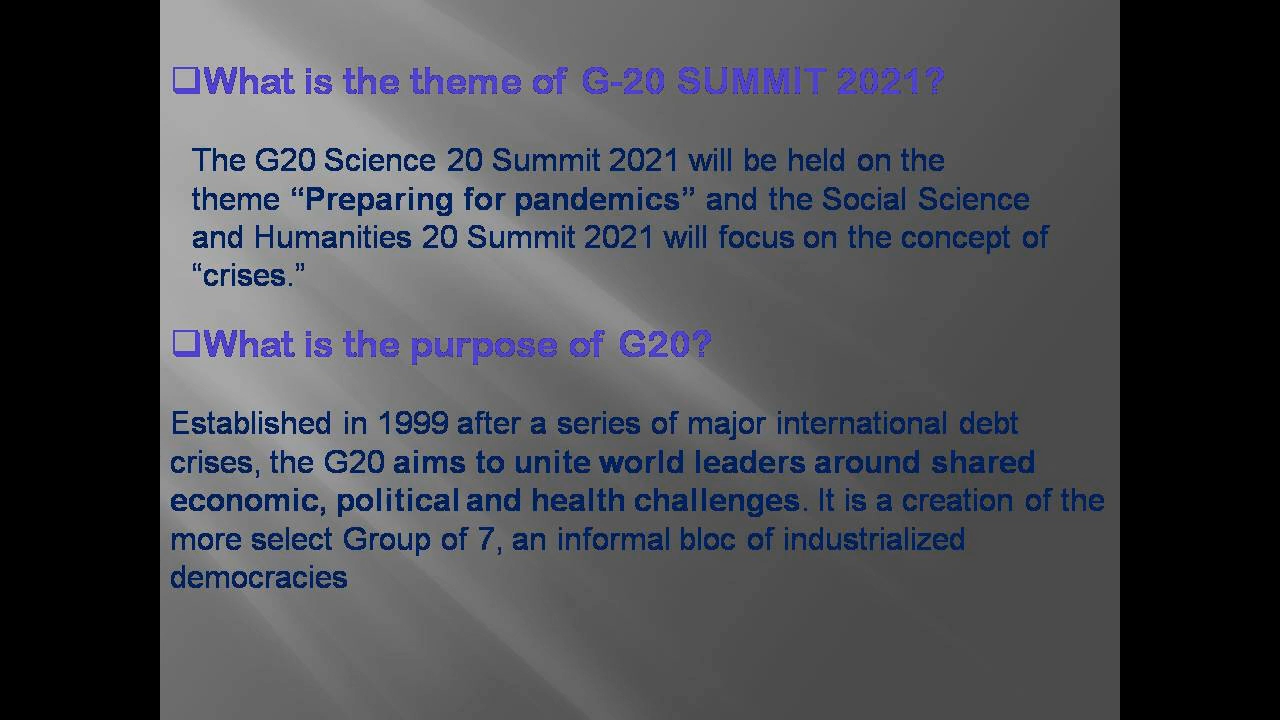 ❑What is the theme of G-20 SUMMIT 2021?
The G20 Science 20 Summit 2021 will be held on the
theme “Preparing for pandemics” and the Social Science
and Humanities 20 Summit 2021 will focus on the concept of
“crises.”
❑What is the purpose of G20?
Established in 1999 after a series of major international debt
crises, the G20 aims to unite world leaders around shared
economic, political and health challenges. It is a creation of the
more select Group of 7, an informal bloc of industrialized
democracies